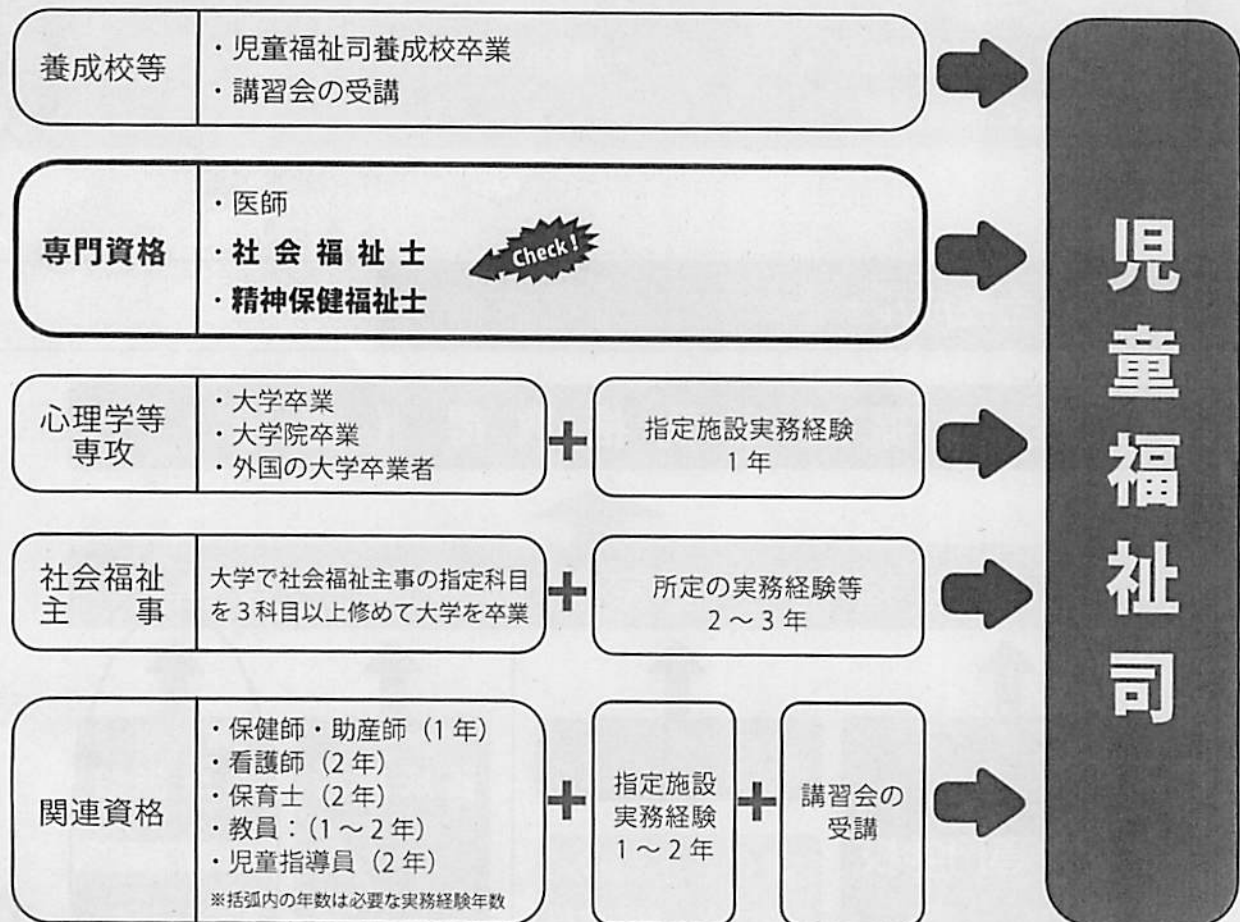 養成校等
・児童福祉司養成校卒業
・講習会の受講
専門資格
・医師
・社会福祉士
・精神保健福祉士
Check!
心理学等
専攻
・大学卒業
・大学院卒業
・外国の大学卒業者
+
指定施設実務経験
1年
社会福祉
主事
大学で社会福祉主事の指定科目
を3科目以上修めて大学を卒業
+
所定の実務経験等
2～3年
関連資格
・保健師・助産師（1年）
・看護師（2年）
・保育士（2年）
・教員：（1～2年）
・児童指導員（2年）
※括弧内の年数は必要な実務経験年数
+
指定施設
実務経験
1～2年
+
講習会の
受講
児童福祉司